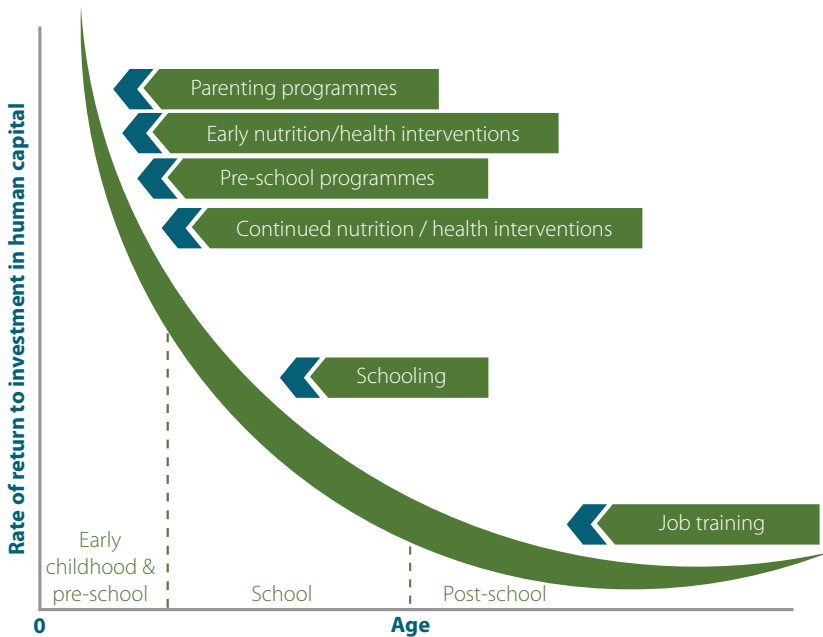 Rate of return to investment in human capital
Parenting programmes
Early nutrition/health interventions
Pre-school programmes
Continued nutrition / health interventions
Schooling
Job training
Early
childhood &
pre-school
School
Post-school
0
Age